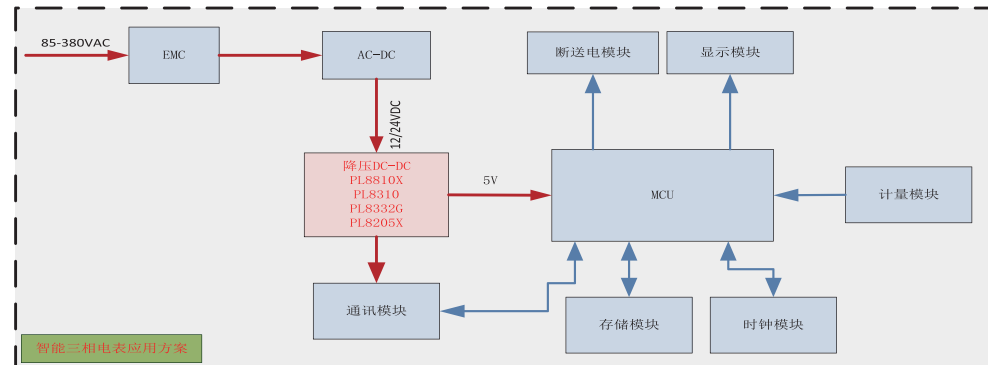 85-380VAC
EMC
AC-DC
断送电模块
显示模块
12/24VDC
降压DC-DC
PL8810X
PL8310
PL8332G
PL8205X
5V
MCU
计量模块
通讯模块
存储模块
时钟模块
智能三相电表应用方案